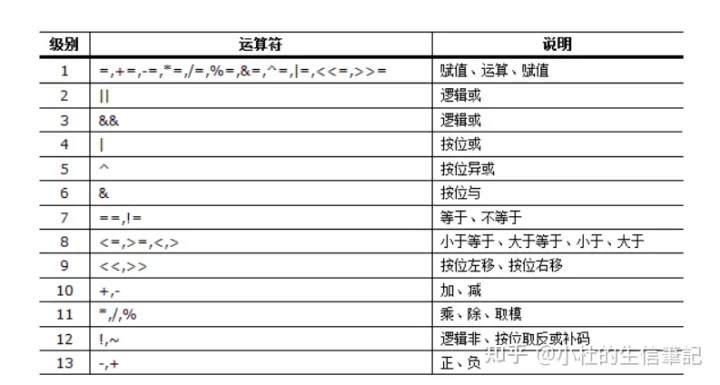 级别 运算符 说明
1 =,+=,-=,*=,/=,%=,&=,^=,|=,<<=,>>= 赋值、运算、赋值
2 || 逻辑或
3 && 逻辑或
4 | 按位或
5 ^ 按位异或
6 & 按位与
7 ==,!= 等于、不等于
8 <=,>=,<,> 小于等于、大于等于、小于、大于
9 <<,>> 按位左移、按位右移
10 +,- 加、减
11 *,/,% 乘、除、取模
12 !,~ 逻辑非、按位取反或补码
13 -,+ 正、负
知乎 @小杜的生信筆記